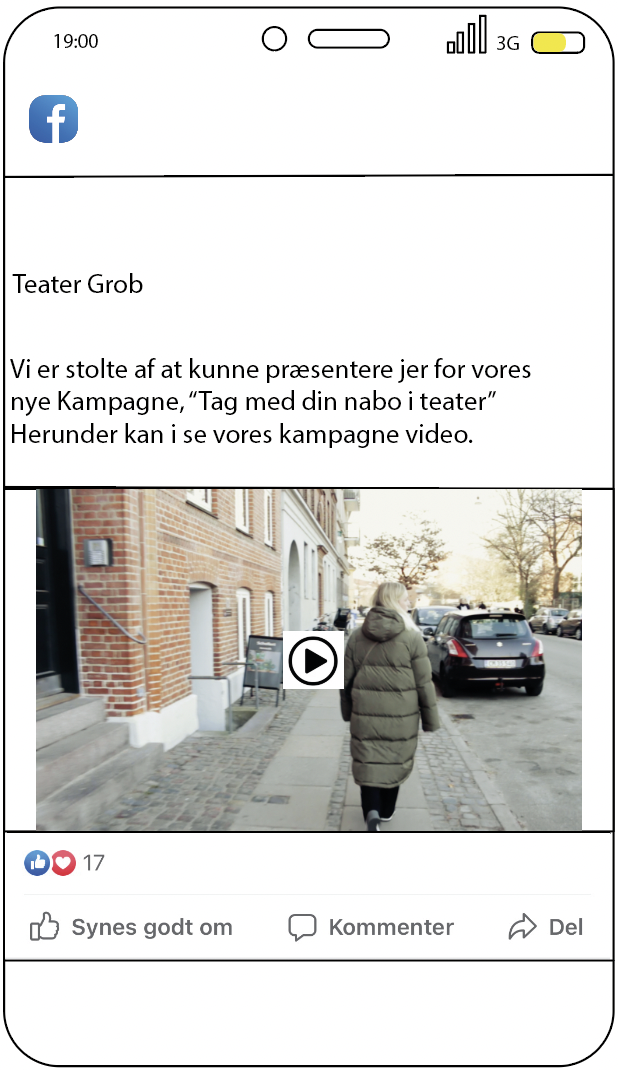 19:00
3G
f
Teater Grob
Vi er stolte af at kunne præsentere jer for vores
nye Kampagne, “Tag med din nabo i teater”
Herunder kan i se vores kampagne video.
17
Synes godt om
Kommenter
Del